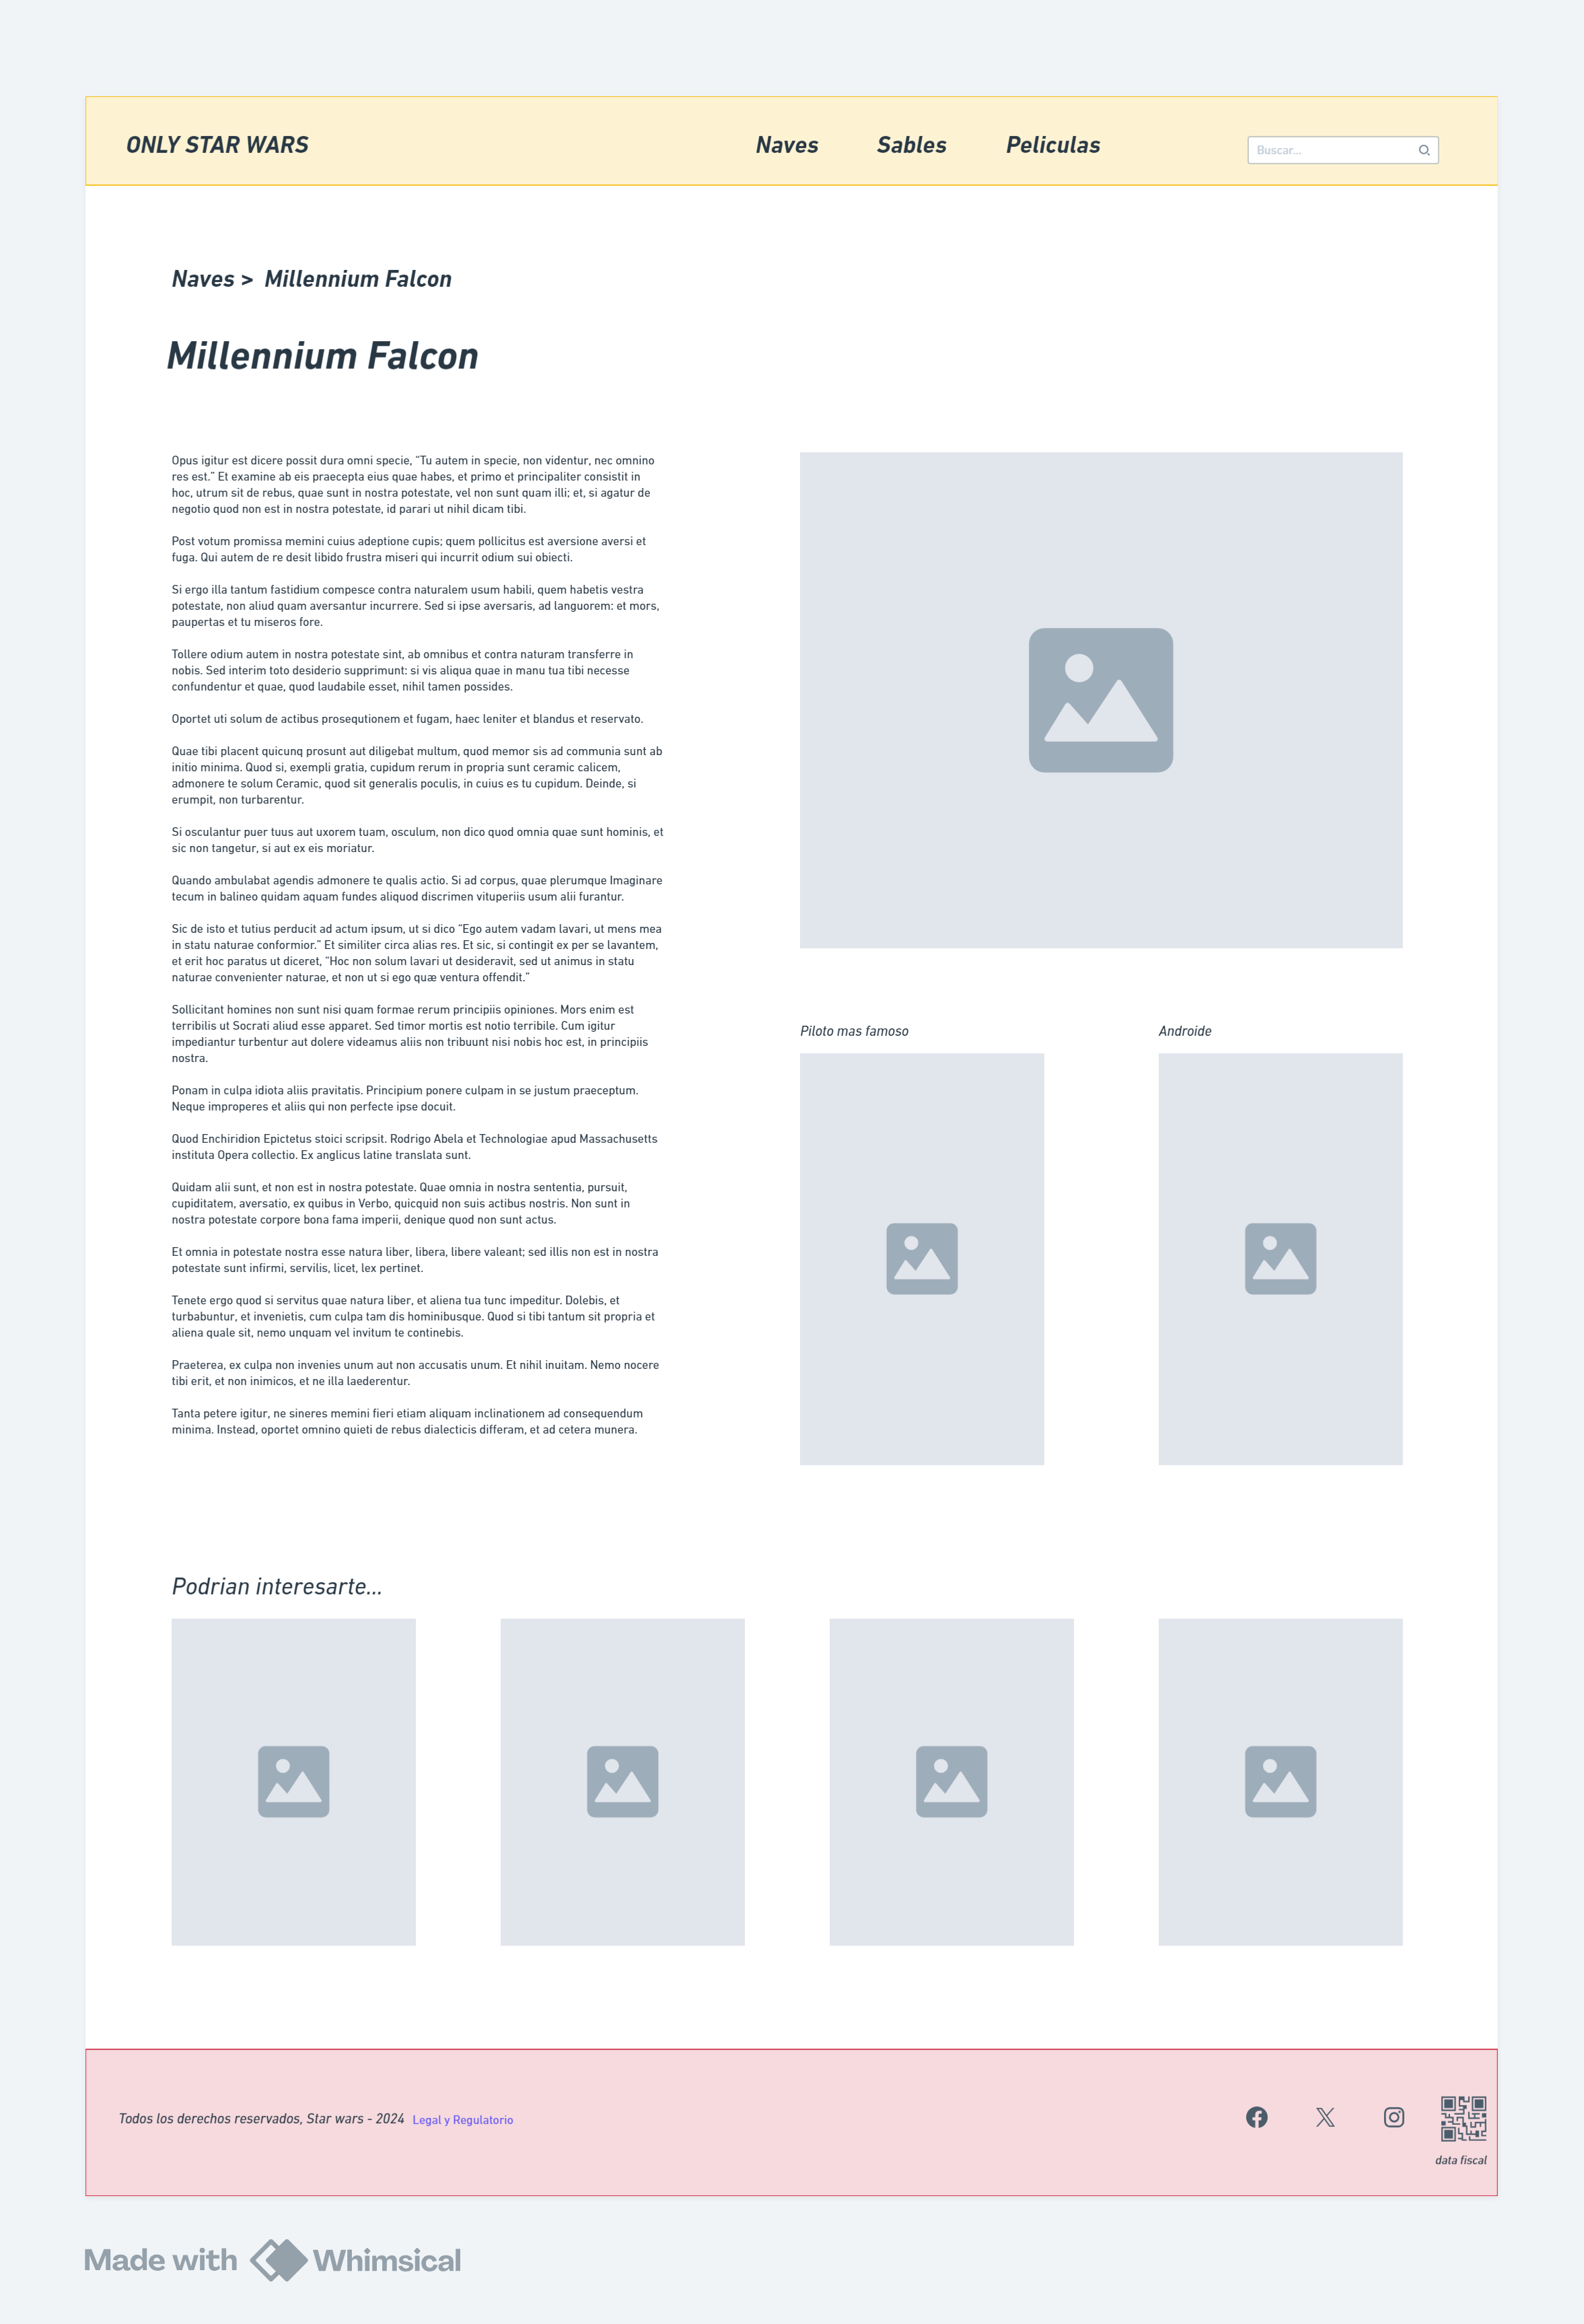 ONLY STAR WARS
Naves
Sables
Peliculas
Buscar...
Naves > Millennium Falcon
Millennium Falcon
Opus igitur est dicere possit dura omni specie, “Tu autem in specie, non videntur, nec omnino
res est.” Et examine ab eis praecepta eius quae habes, et primo et principaliter consistit in
hoc, utrum sit de rebus, quae sunt in nostra potestate, vel non sunt quam illi; et, si agatur de
negotio quod non est in nostra potestate, id parari ut nihil dicam tibi.
Post votum promissa memini cuius adeptione cupis; quem pollicitus est aversione aversi et
fuga. Qui autem de re desit libido frustra miseri qui incurrit odium sui obiecti.
Si ergo illa tantum fastidium compesce contra naturalem usum habili, quem habetis vestra
potestate, non aliud quam aversantur incurrere. Sed si ipse aversaris, ad languorem: et mors,
paupertas et tu miseros fore.
Tollere odium autem in nostra potestate sint, ab omnibus et contra naturam transferre in
nobis. Sed interim toto desiderio supprimunt: si vis aliqua quae in manu tua tibi necesse
confundentur et quae, quod laudabile esset, nihil tamen possides.
Oportet uti solum de actibus prosequtionem et fugam, haec leniter et blandus et reservato.
Quae tibi placent quicunq prosunt aut diligebat multum, quod memor sis ad communia sunt ab
initio minima. Quod si, exempli gratia, cupidum rerum in propria sunt ceramic calicem,
admonere te solum Ceramic, quod sit generalis poculis, in cuius es tu cupidum. Deinde, si
erumpit, non turbarentur.
Si osculantur puer tuus aut uxorem tuam, osculum, non dico quod omnia quae sunt hominis, et
sic non tangetur, si aut ex eis moriatur.
Quando ambulabat agendis admonere te qualis actio. Si ad corpus, quae plerumque Imaginare
tecum in balineo quidam aquam fundes aliquod discrimen vituperiis usum alii furantur.
Sic de isto et tutius perducit ad actum ipsum, ut si dico “Ego autem vadam lavari, ut mens mea
in statu naturae conformior.” Et similiter circa alias res. Et sic, si contingit ex per se lavantem,
et erit hoc paratus ut diceret, “Hoc non solum lavari ut desideravit, sed ut animus in statu
naturae convenienter naturae, et non ut si ego quæ ventura offendit.”
Sollicitant homines non sunt nisi quam formae rerum principiis opiniones. Mors enim est
terribilis ut Socrati aliud esse apparet. Sed timor mortis est notio terribile. Cum igitur
impediantur turbentur aut dolere videamus aliis non tribuunt nisi nobis hoc est, in principiis
nostra.
Ponam in culpa idiota aliis pravitatis. Principium ponere culpam in se justum praeceptum.
Neque improperes et aliis qui non perfecte ipse docuit.
Quod Enchiridion Epictetus stoici scripsit. Rodrigo Abela et Technologiae apud Massachusetts
instituta Opera collectio. Ex anglicus latine translata sunt.
Quidam alii sunt, et non est in nostra potestate. Quae omnia in nostra sententia, pursuit,
cupiditatem, aversatio, ex quibus in Verbo, quicquid non suis actibus nostris. Non sunt in
nostra potestate corpore bona fama imperii, denique quod non sunt actus.
Et omnia in potestate nostra esse natura liber, libera, libere valeant; sed illis non est in nostra
potestate sunt infirmi, servilis, licet, lex pertinet.
Tenete ergo quod si servitus quae natura liber, et aliena tua tunc impeditur. Dolebis, et
turbabuntur, et invenietis, cum culpa tam dis hominibusque. Quod si tibi tantum sit propria et
aliena quale sit, nemo unquam vel invitum te continebis.
Praeterea, ex culpa non invenies unum aut non accusatis unum. Et nihil inuitam. Nemo nocere
tibi erit, et non inimicos, et ne illa laederentur.
Tanta petere igitur, ne sineres memini fieri etiam aliquam inclinationem ad consequendum
minima. Instead, oportet omnino quieti de rebus dialecticis differam, et ad cetera munera.
Piloto mas famoso
Androide
Podrian interesarte...
Todos los derechos reservados, Star wars - 2024 Legal y Regulatorio
data fiscal
Made with Whimsical